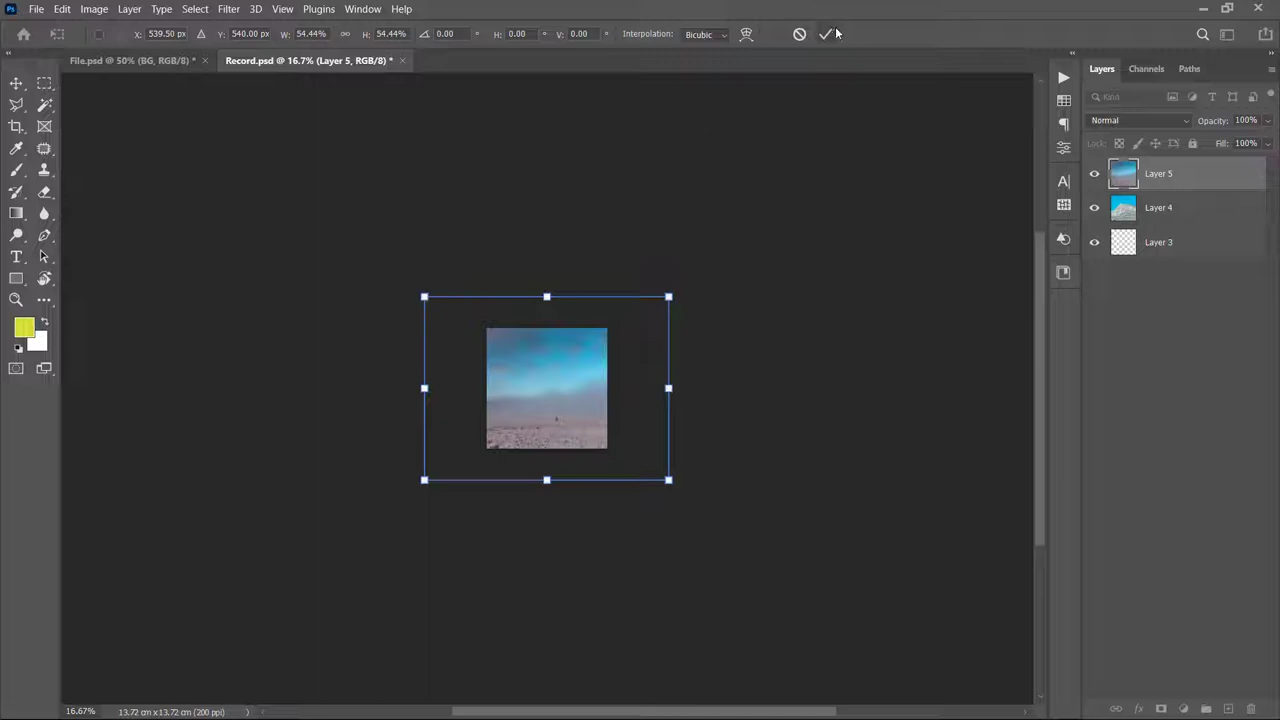 Ps File Edit Image Layer Type Select Filter 3D View Plugins Window Help
X: 539.50 px Y: 540.00 px W: 54.44% H: 54.44% 0.00 ° H: 0.00 ° V: 0.00 ° Interpolation: Bicubic
File.psd @ 50% (BG, RGB/8) * × Record.psd @ 16.7% (Layer 5, RGB/8) * ×
Layers Channels Paths
Kind
Normal Opacity: 100%
Lock: Fill: 100%
Layer 5
Layer 4
Layer 3
16.67% 13.72 cm x 13.72 cm (200 ppi)